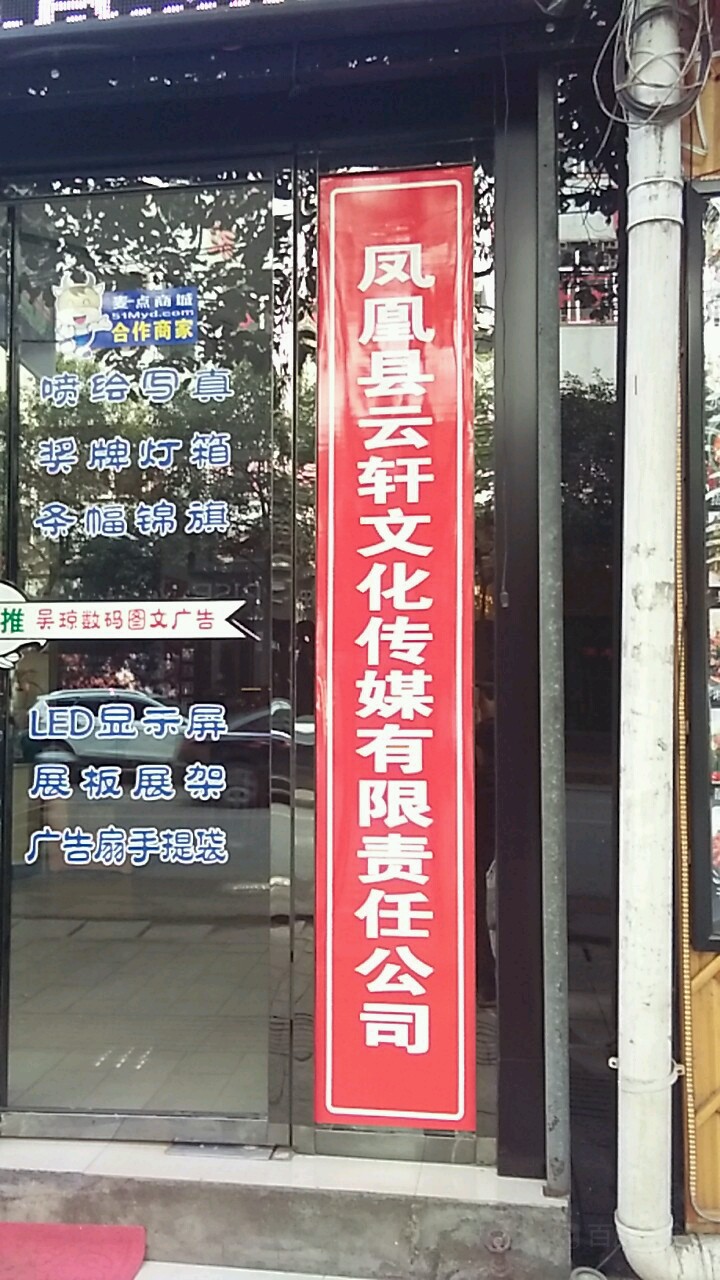 麦点商城
51Myd.com
合作商家
喷绘写真
奖牌灯箱
条幅锦旗
推 吴琼数码图文广告
LED显示屏
展板展架
广告扇手提袋
凤凰县云轩文化传媒有限责任公司